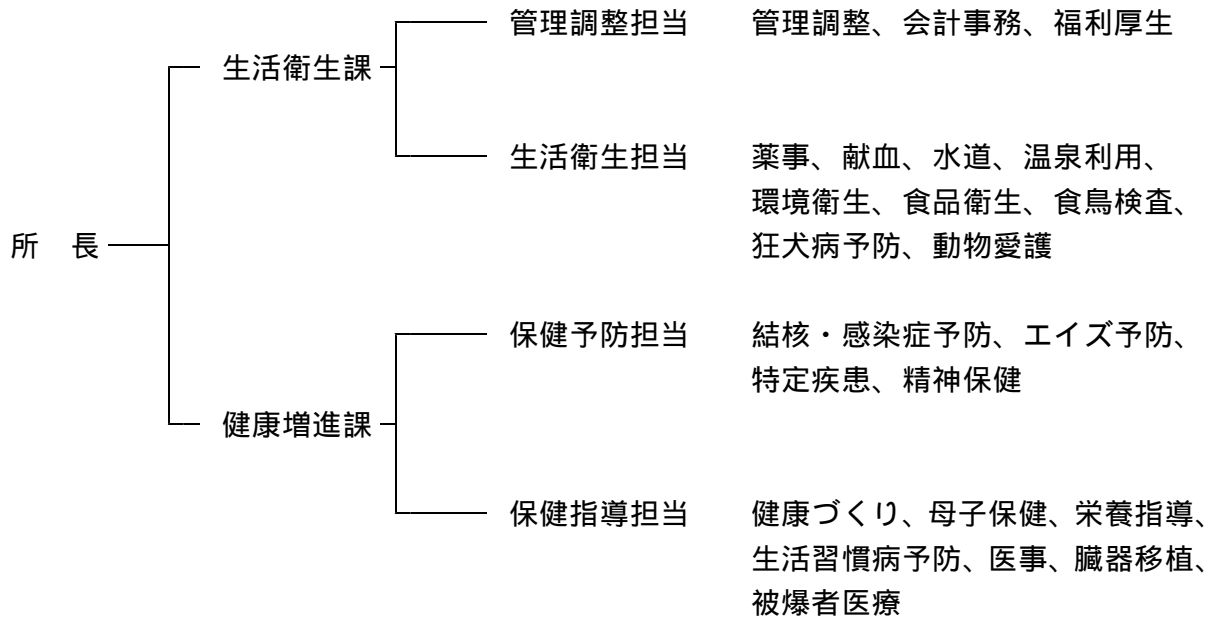 管理調整担当 管理調整、会計事務、福利厚生
生活衛生課
生活衛生担当 薬事、献血、水道、温泉利用、
環境衛生、食品衛生、食鳥検査、
所 長 狂犬病予防、動物愛護
保健予防担当 結核・感染症予防、エイズ予防、
特定疾患、精神保健
健康増進課
保健指導担当 健康づくり、母子保健、栄養指導、
生活習慣病予防、医事、臓器移植、
被爆者医療